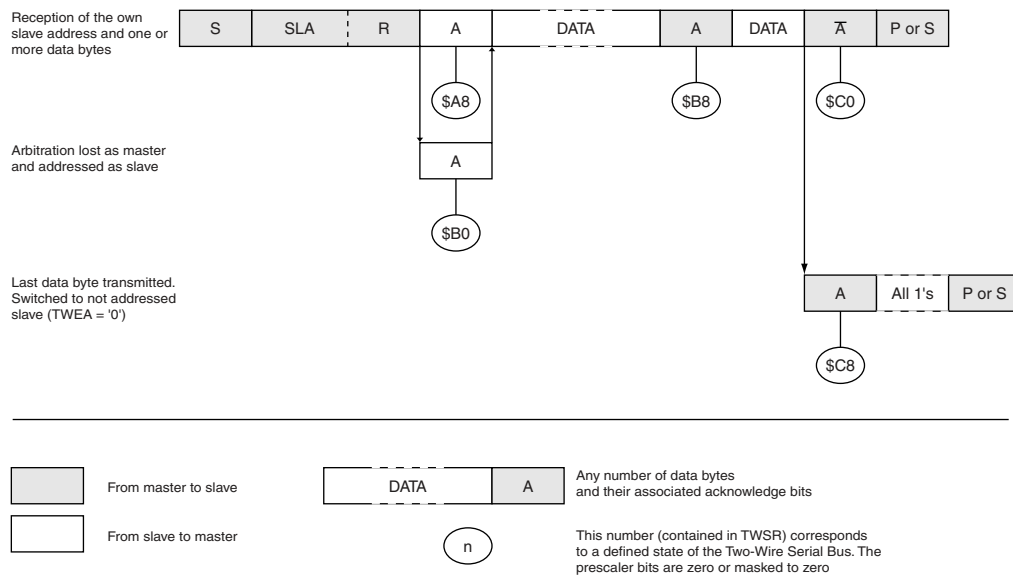 Reception of the own
slave address and one or
more data bytes
S SLA R A DATA A DATA A̅ P or S
$A8 $B8 $C0
Arbitration lost as master
and addressed as slave
A
$B0
Last data byte transmitted.
Switched to not addressed
slave (TWEA = '0')
A All 1's P or S
$C8
From master to slave
DATA A
Any number of data bytes
and their associated acknowledge bits
From slave to master
n
This number (contained in TWSR) corresponds
to a defined state of the Two-Wire Serial Bus. The
prescaler bits are zero or masked to zero